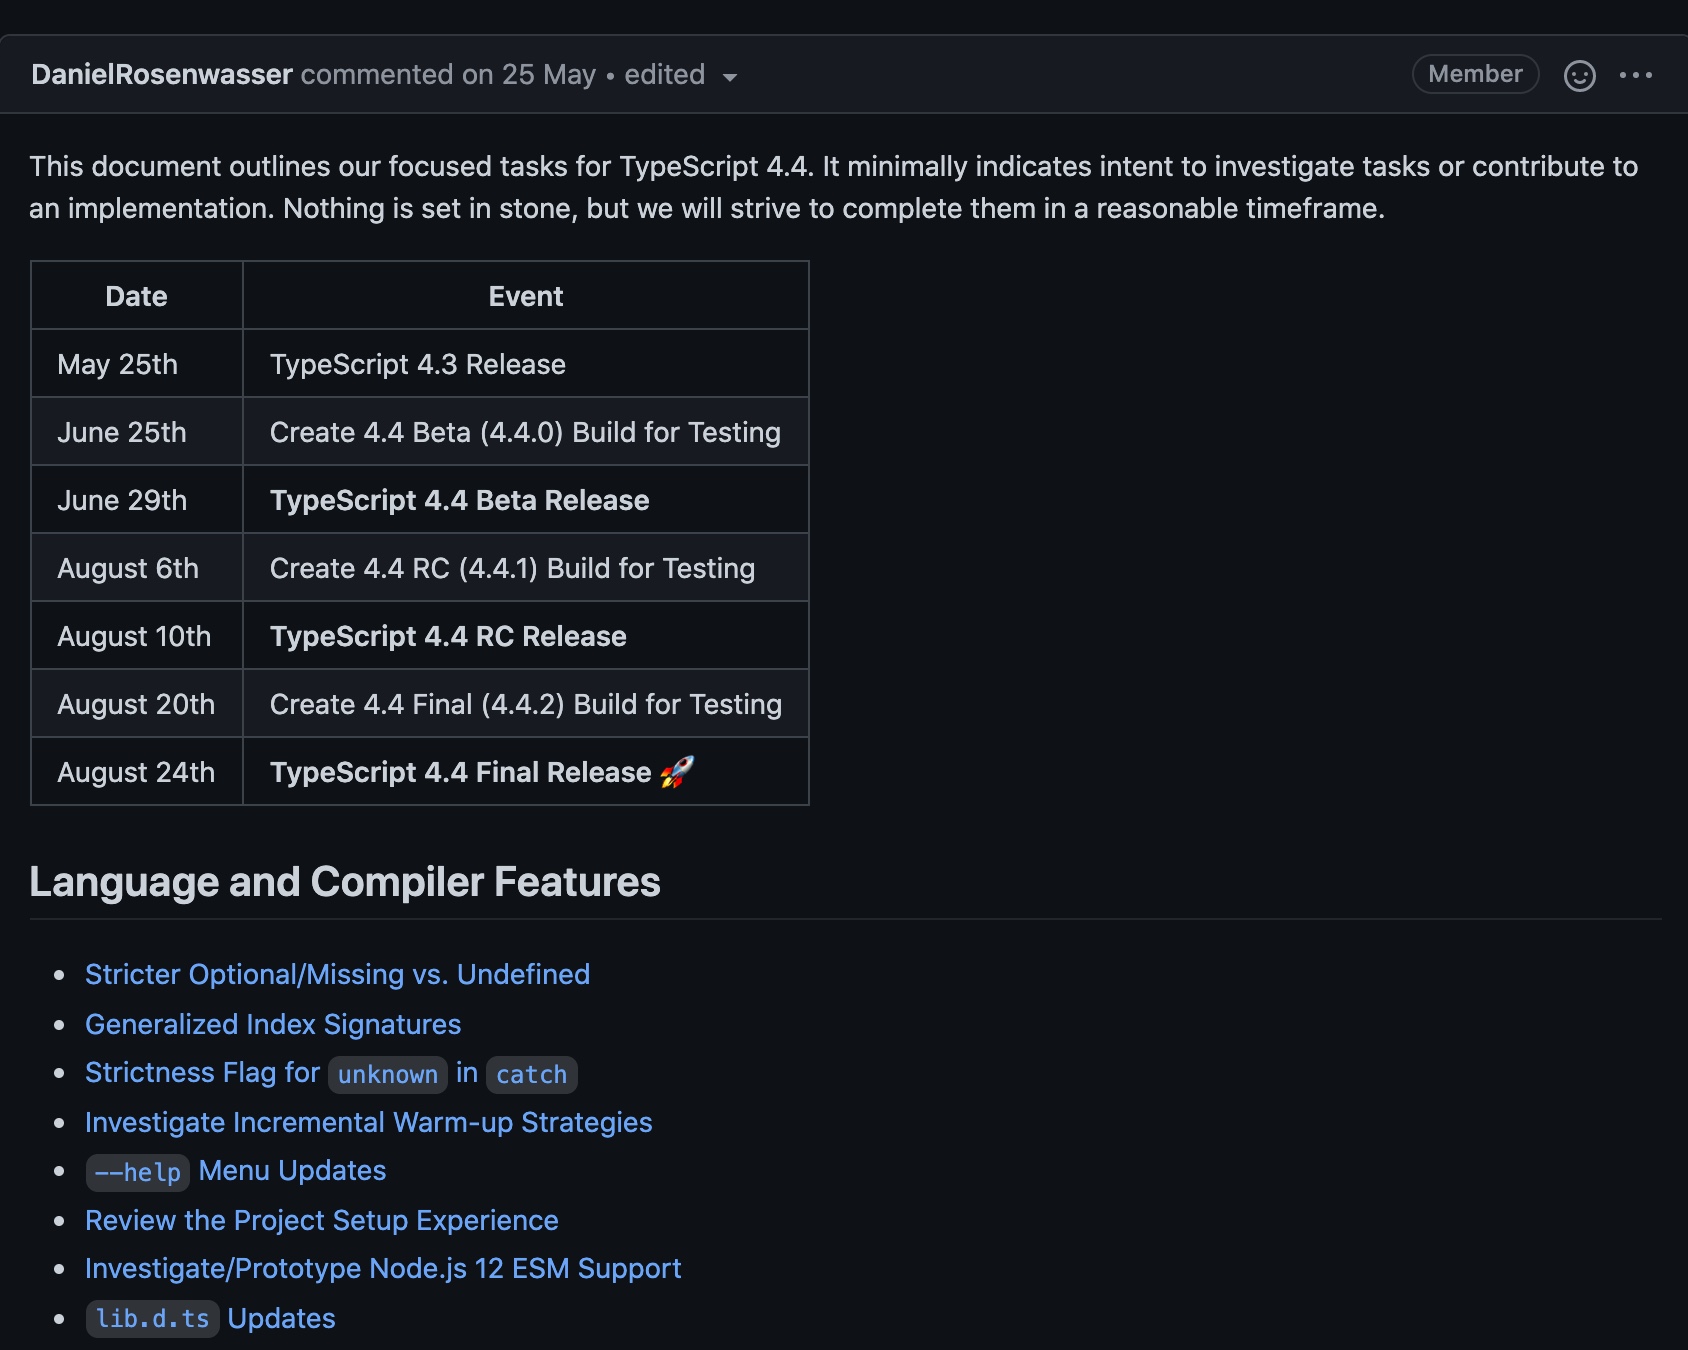 DanielRosenwasser commented on 25 May • edited
Member
This document outlines our focused tasks for TypeScript 4.4. It minimally indicates intent to investigate tasks or contribute to
an implementation. Nothing is set in stone, but we will strive to complete them in a reasonable timeframe.
Date Event
May 25th TypeScript 4.3 Release
June 25th Create 4.4 Beta (4.4.0) Build for Testing
June 29th TypeScript 4.4 Beta Release
August 6th Create 4.4 RC (4.4.1) Build for Testing
August 10th TypeScript 4.4 RC Release
August 20th Create 4.4 Final (4.4.2) Build for Testing
August 24th TypeScript 4.4 Final Release 🚀
Language and Compiler Features
• Stricter Optional/Missing vs. Undefined
• Generalized Index Signatures
• Strictness Flag for unknown in catch
• Investigate Incremental Warm-up Strategies
• --help Menu Updates
• Review the Project Setup Experience
• Investigate/Prototype Node.js 12 ESM Support
• lib.d.ts Updates